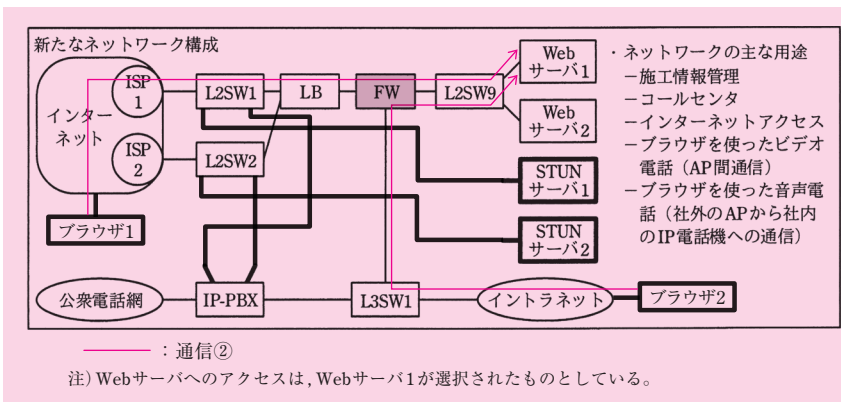 新たなネットワーク構成
ISP
1
インター
ネット
ISP
2
ブラウザ1
L2SW1
LB
FW
L2SW9
L2SW2
Web
サーバ1
Web
サーバ2
STUN
サーバ1
STUN
サーバ2
公衆電話網
IP-PBX
L3SW1
イントラネット
ブラウザ2
・ネットワークの主な用途
－施工情報管理
－コールセンタ
－インターネットアクセス
－ブラウザを使ったビデオ
電話（AP間通信）
－ブラウザを使った音声電
話（社外のAPから社内
のIP電話機への通信）
：通信②
注）Webサーバへのアクセスは，Webサーバ1が選択されたものとしている。